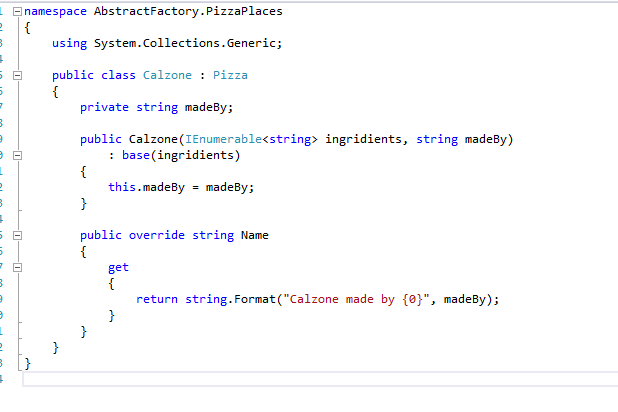 namespace AbstractFactory.PizzaPlaces
{
    using System.Collections.Generic;

    public class Calzone : Pizza
    {
        private string madeBy;

        public Calzone(IEnumerable<string> ingridients, string madeBy)
            : base(ingridients)
        {
            this.madeBy = madeBy;
        }

        public override string Name
        {
            get
            {
                return string.Format("Calzone made by {0}", madeBy);
            }
        }
    }
}